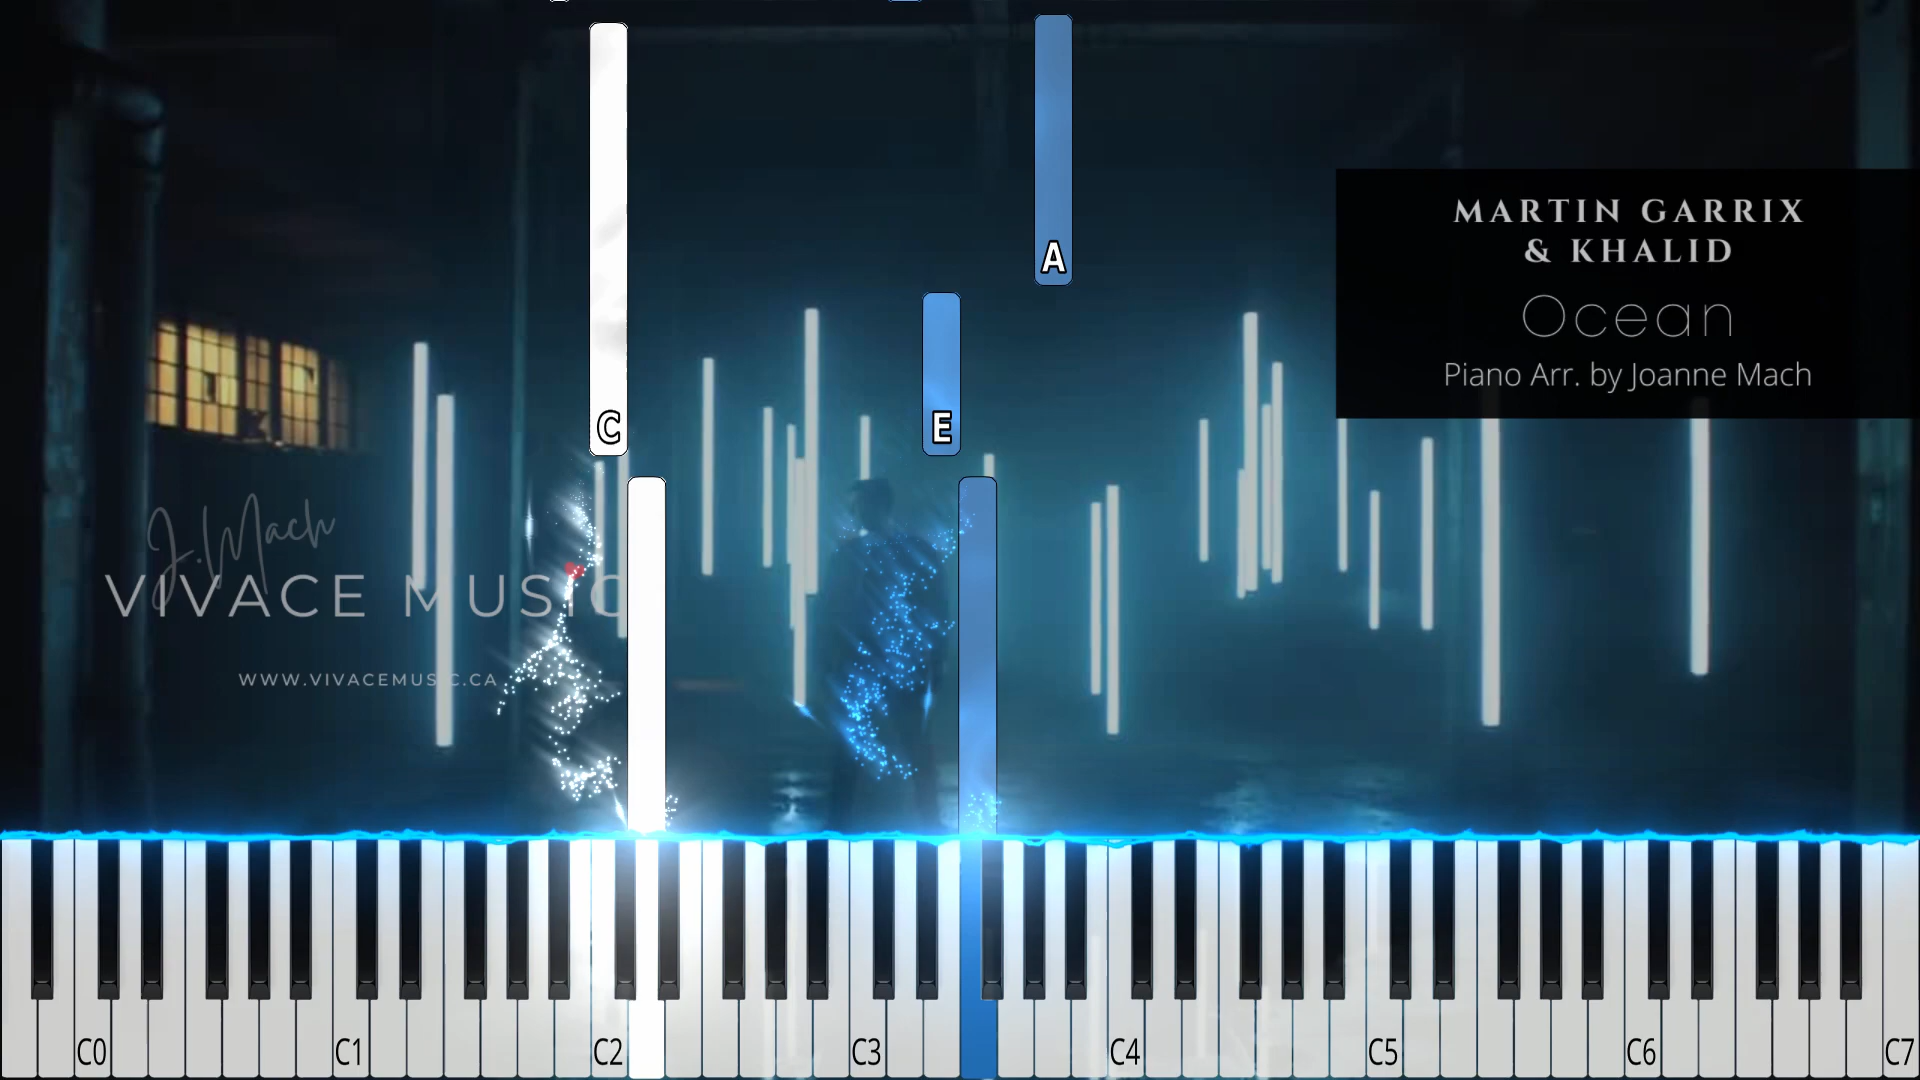 MARTIN GARRIX
& KHALID
Ocean
Piano Arr. by Joanne Mach
A
C
E
J.Mach
VIVACE MUSIC
WWW.VIVACEMUSIC.CA
C0 C1 C2 C3 C4 C5 C6 C7